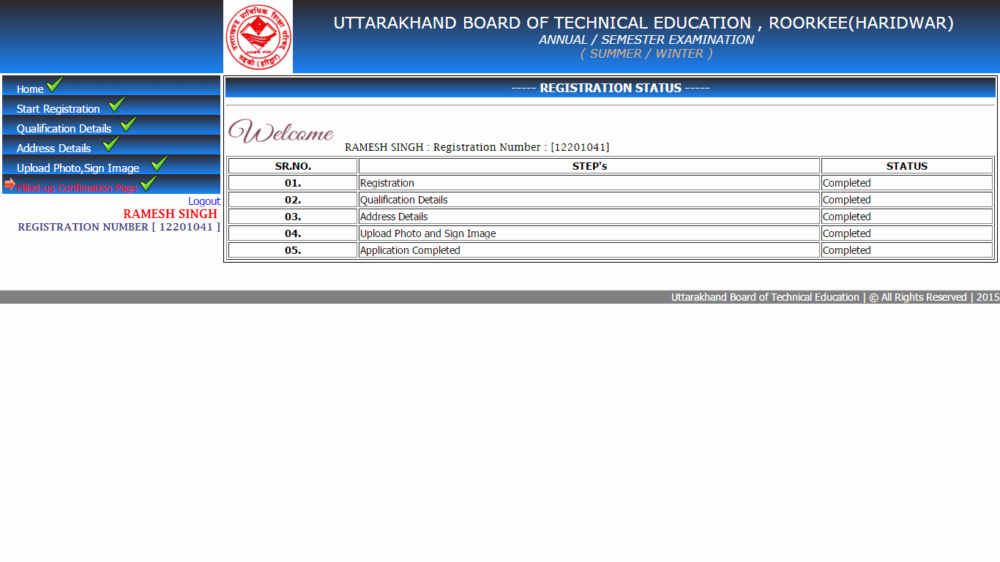 उत्तराखण्ड प्राविधिक शिक्षा परिषद्
रुड़की (हरिद्वार)
UTTARAKHAND BOARD OF TECHNICAL EDUCATION , ROORKEE(HARIDWAR)
ANNUAL / SEMESTER EXAMINATION
( SUMMER / WINTER )
Home
Start Registration
Qualification Details
Address Details
Upload Photo,Sign Image
Filled up Confimation Page
Logout
RAMESH SINGH
REGISTRATION NUMBER [ 12201041 ]
----- REGISTRATION STATUS -----
Welcome RAMESH SINGH : Registration Number : [12201041]
SR.NO. STEP's STATUS
01. Registration Completed
02. Qualification Details Completed
03. Address Details Completed
04. Upload Photo and Sign Image Completed
05. Application Completed Completed
Uttarakhand Board of Technical Education | © All Rights Reserved | 2015